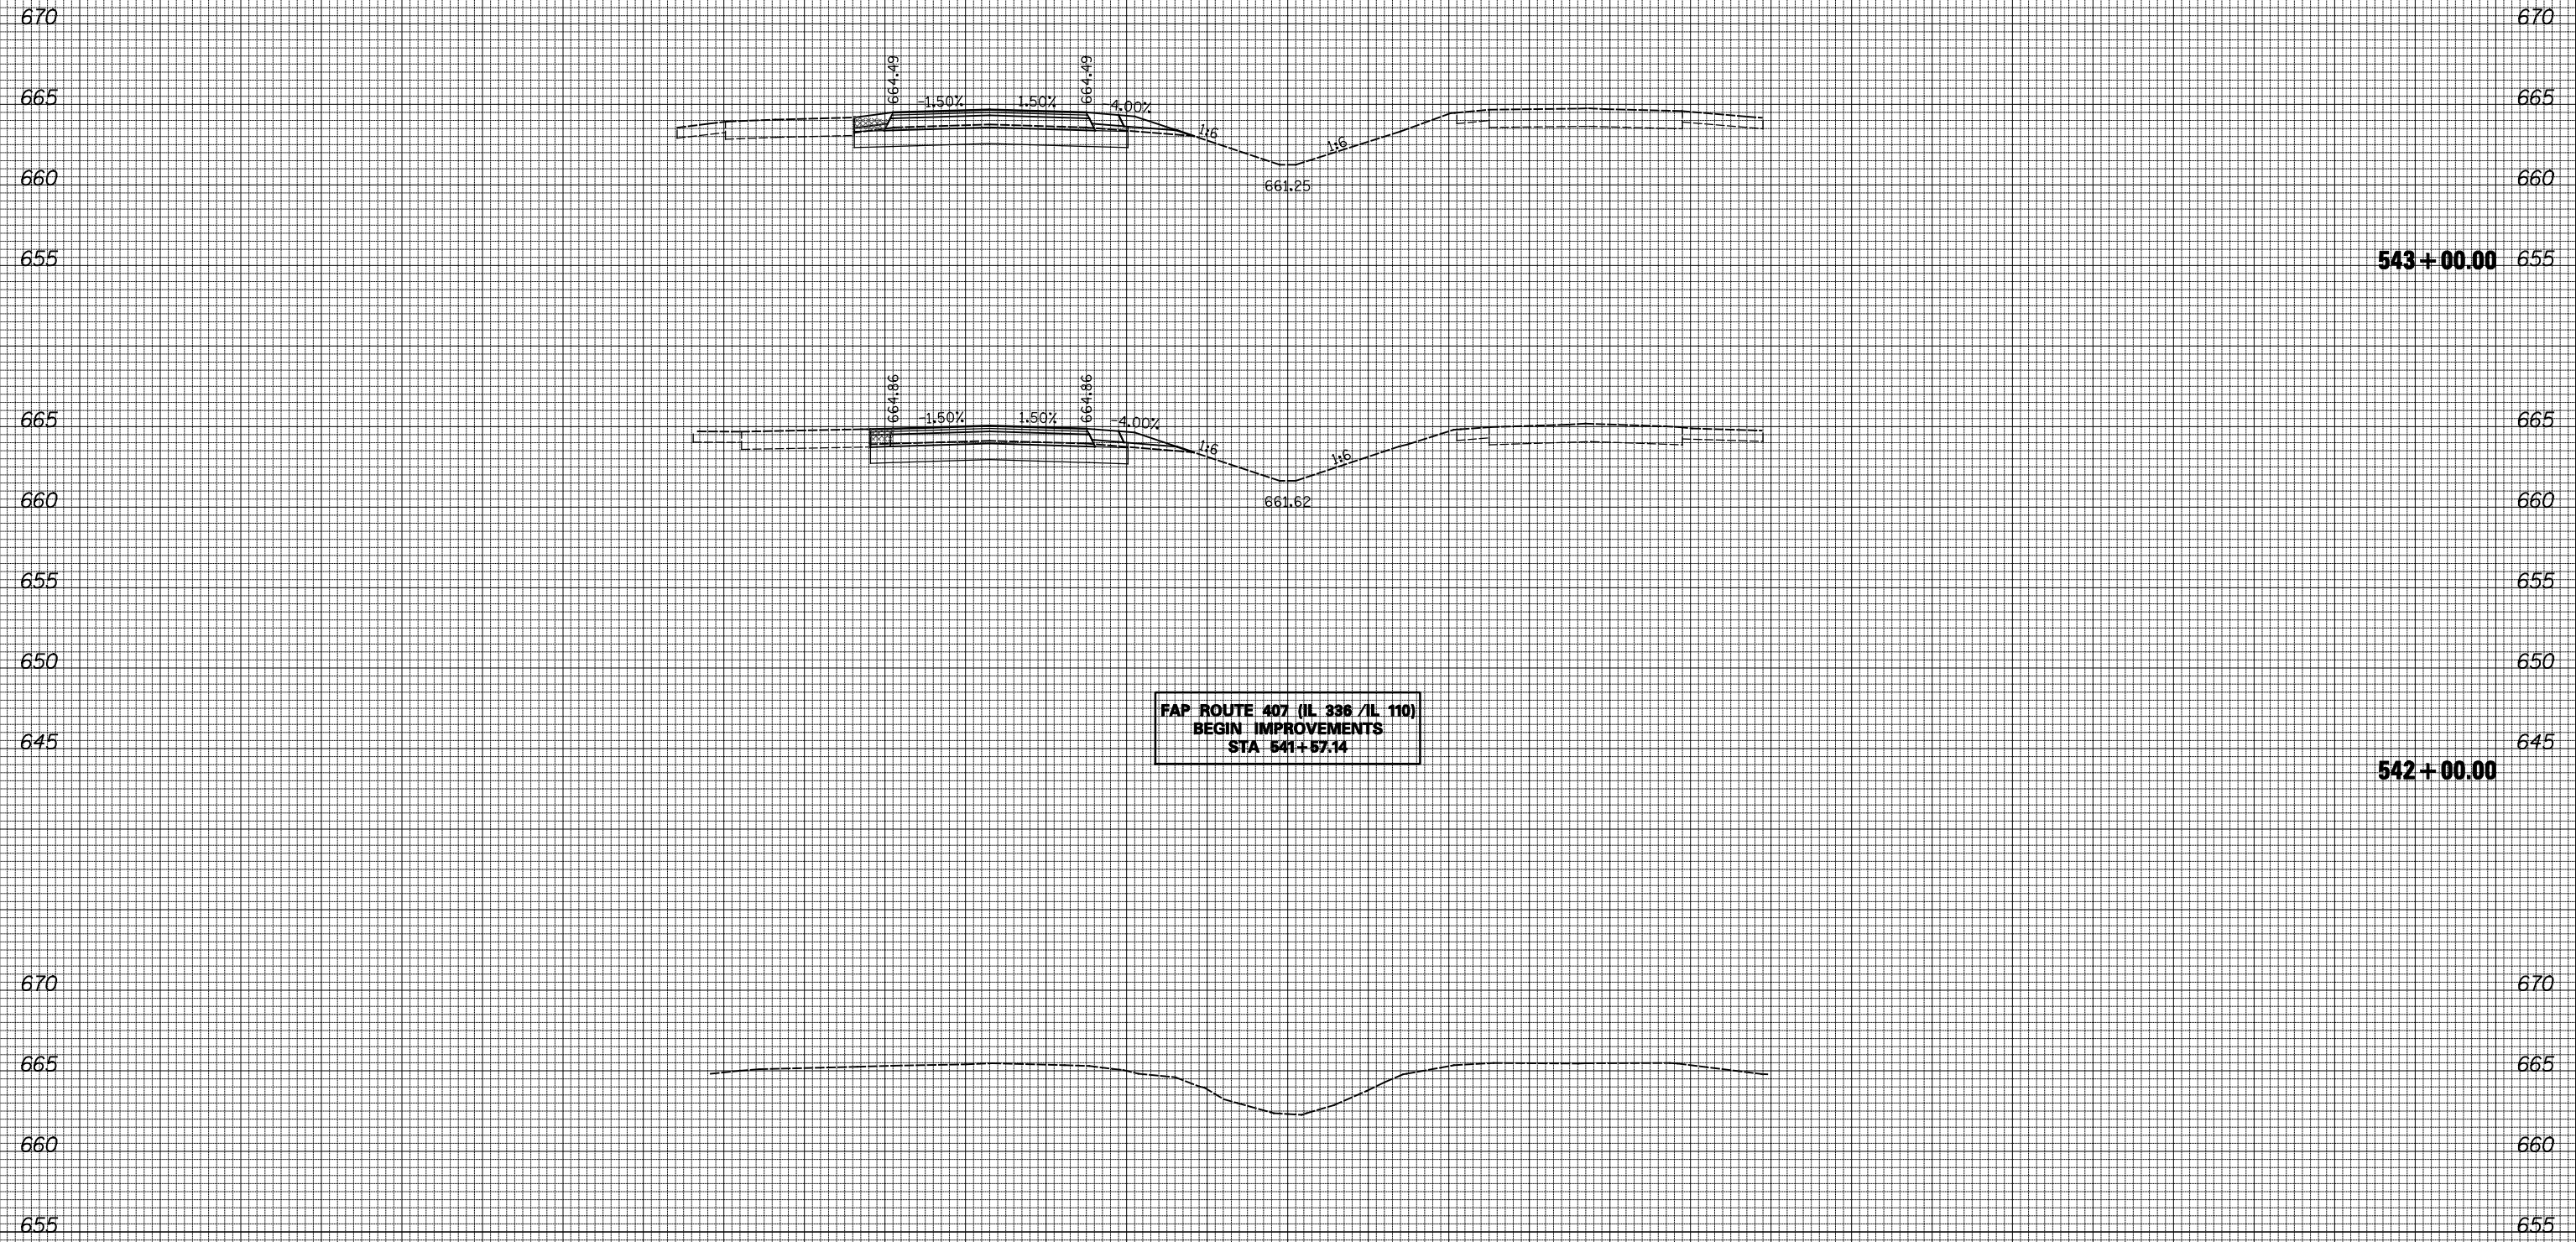 670 670
664.49 664.49
665 -1.50% 1.50% -4.00% 665
1:6 1:6
660 661.25 660
655 543+00.00 655
664.86 664.86
665 -1.50% 1.50% -4.00% 665
1:6 1:6
660 661.62 660
655 655
650 650
FAP ROUTE 407 (IL 336 /IL 110)
BEGIN IMPROVEMENTS
645 STA 541+57.14 645
542+00.00
670 670
665 665
660 660
655 655